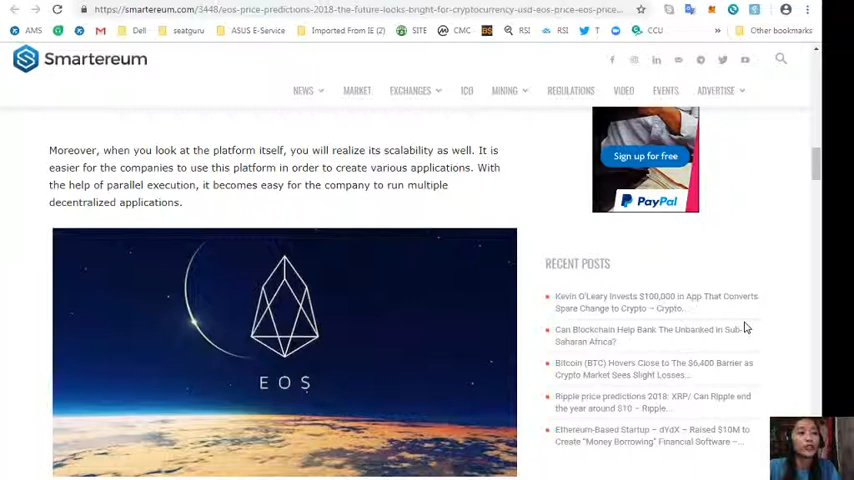 https://smartereum.com/3448/eos-price-predictions-2018-the-future-looks-bright-for-cryptocurrency-usd-eos-price-eos-price...
AMS
Dell
seatguru
ASUS E-Service
Imported From IE (2)
SITE
CMC
BS
RSI
RSI
T
CCU
»
Other bookmarks
Smartereum
NEWS
MARKET
EXCHANGES
ICO
MINING
REGULATIONS
VIDEO
EVENTS
ADVERTISE
Moreover, when you look at the platform itself, you will realize its scalability as well. It is
easier for the companies to use this platform in order to create various applications. With
the help of parallel execution, it becomes easy for the company to run multiple
decentralized applications.
EOS
Sign up for free
PayPal
RECENT POSTS
Kevin O'Leary Invests $100,000 in App That Converts
Spare Change to Crypto – Crypto...
Can Blockchain Help Bank The Unbanked in Sub-
Saharan Africa?
Bitcoin (BTC) Hovers Close to The $6,400 Barrier as
Crypto Market Sees Slight Losses...
Ripple price predictions 2018: XRP/ Can Ripple end
the year around $10 – Ripple...
Ethereum-Based Startup – dYdX – Raised $10M to
Create “Money Borrowing” Financial Software –...